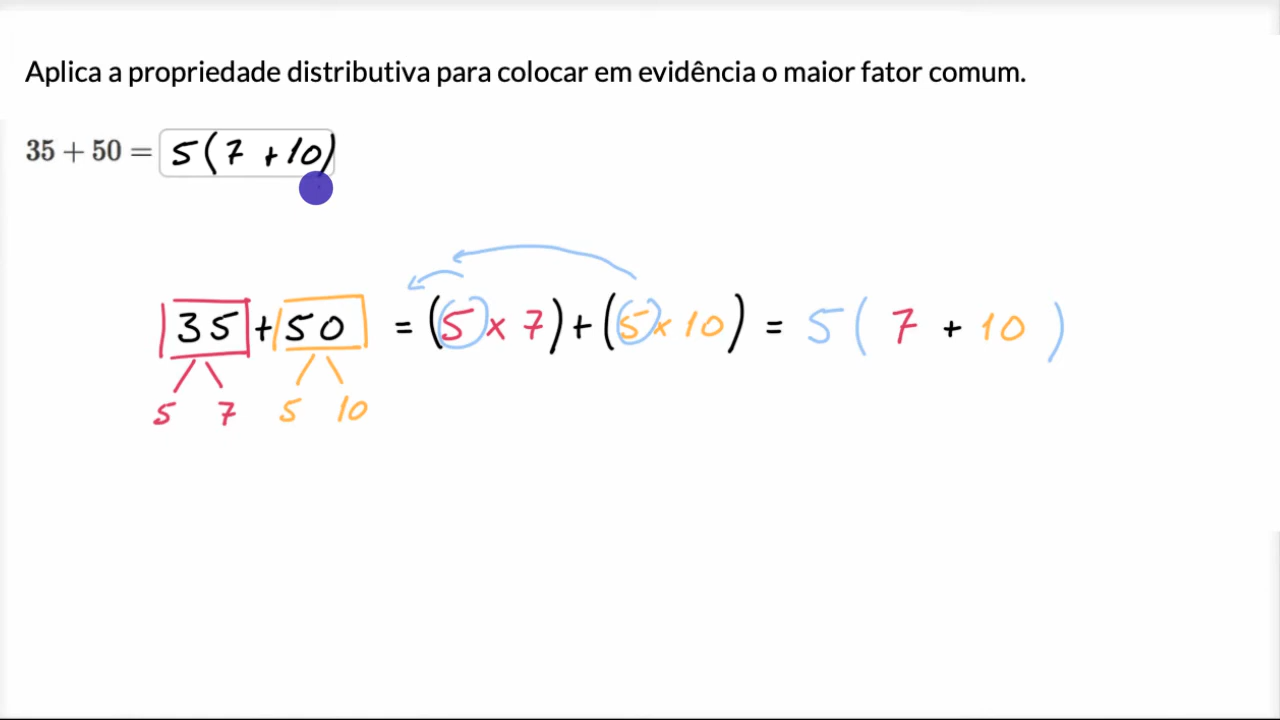 Aplica a propriedade distributiva para colocar em evidência o maior fator comum.
35 + 50 = 5(7 + 10)
35 + 50 = (5 × 7) + (5 × 10) = 5(7 + 10)
5 7 5 10